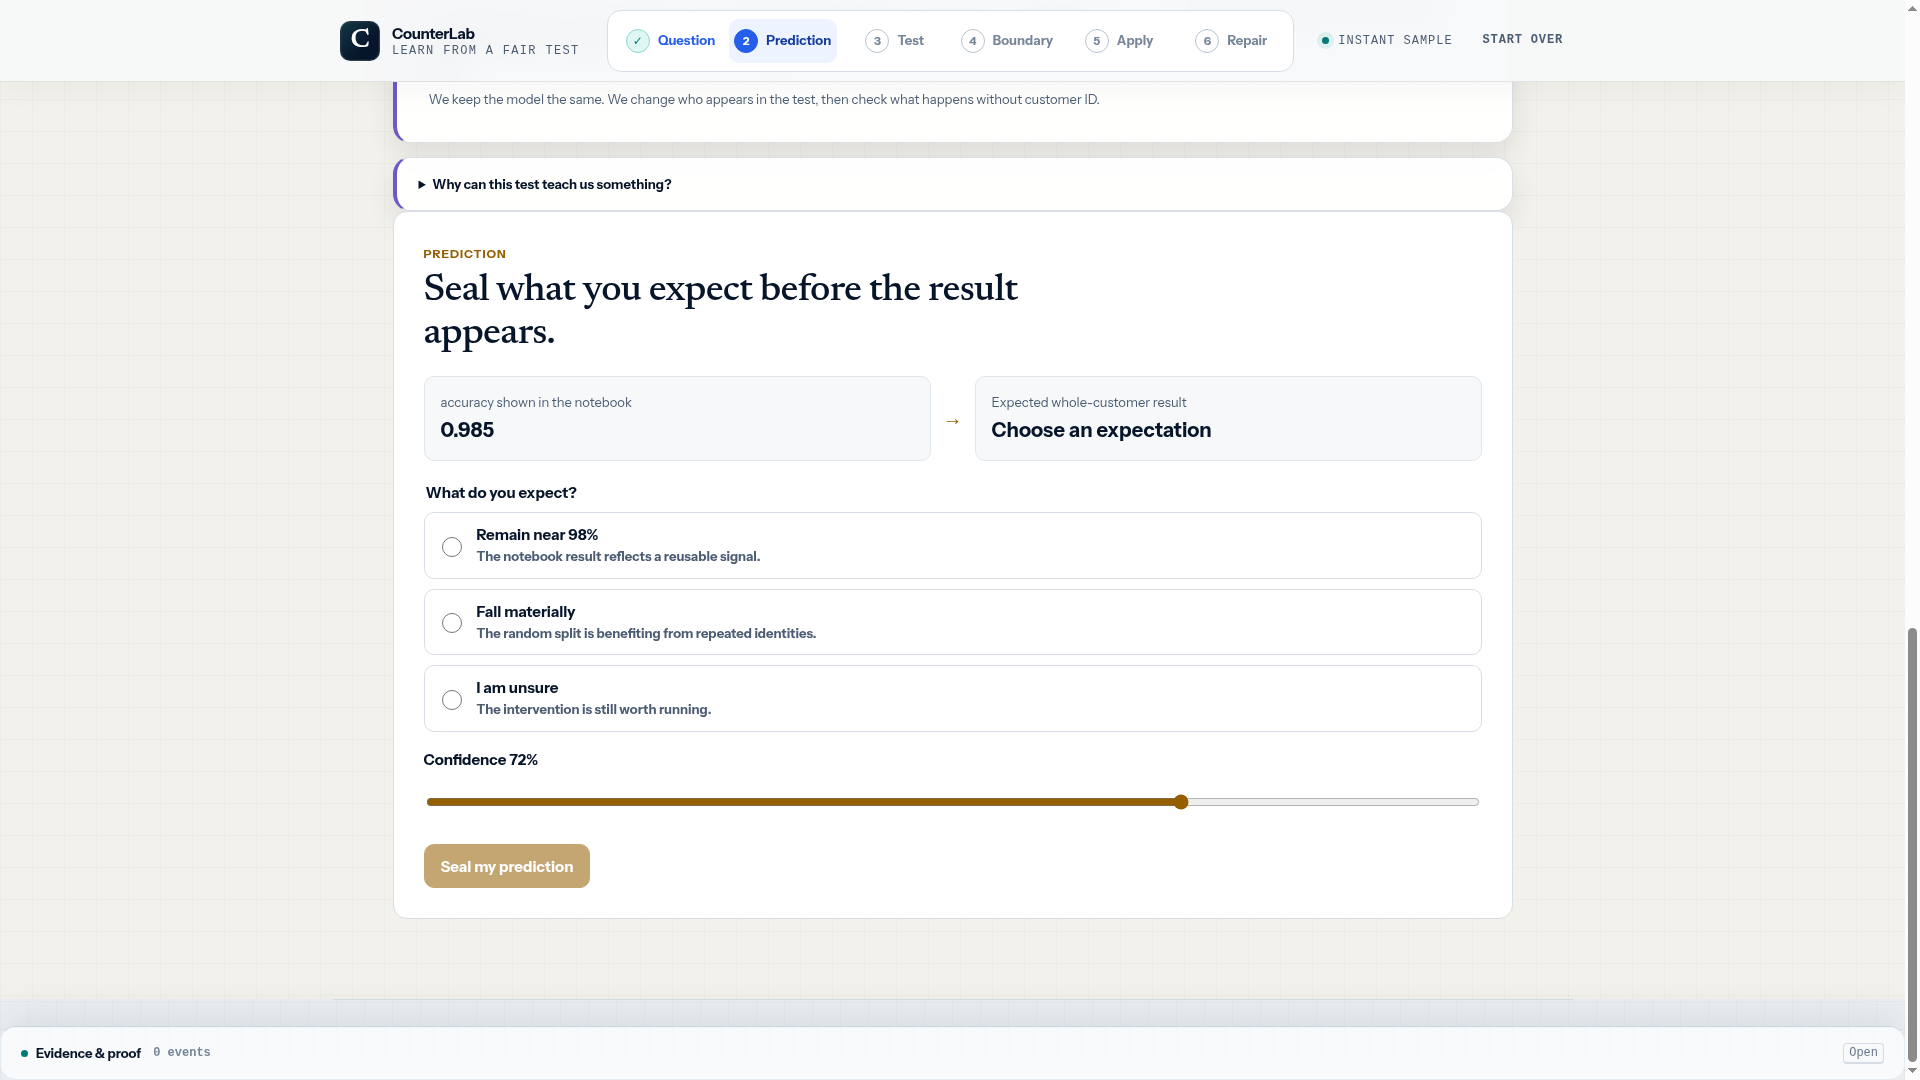 C
CounterLab
LEARN FROM A FAIR TEST
✓ Question
2 Prediction
3 Test
4 Boundary
5 Apply
6 Repair
INSTANT SAMPLE
START OVER
We keep the model the same. We change who appears in the test, then check what happens without customer ID.
▶ Why can this test teach us something?
PREDICTION
Seal what you expect before the result
appears.
accuracy shown in the notebook
0.985
→
Expected whole-customer result
Choose an expectation
What do you expect?
Remain near 98%
The notebook result reflects a reusable signal.
Fall materially
The random split is benefiting from repeated identities.
I am unsure
The intervention is still worth running.
Confidence 72%
Seal my prediction
Evidence & proof 0 events
Open